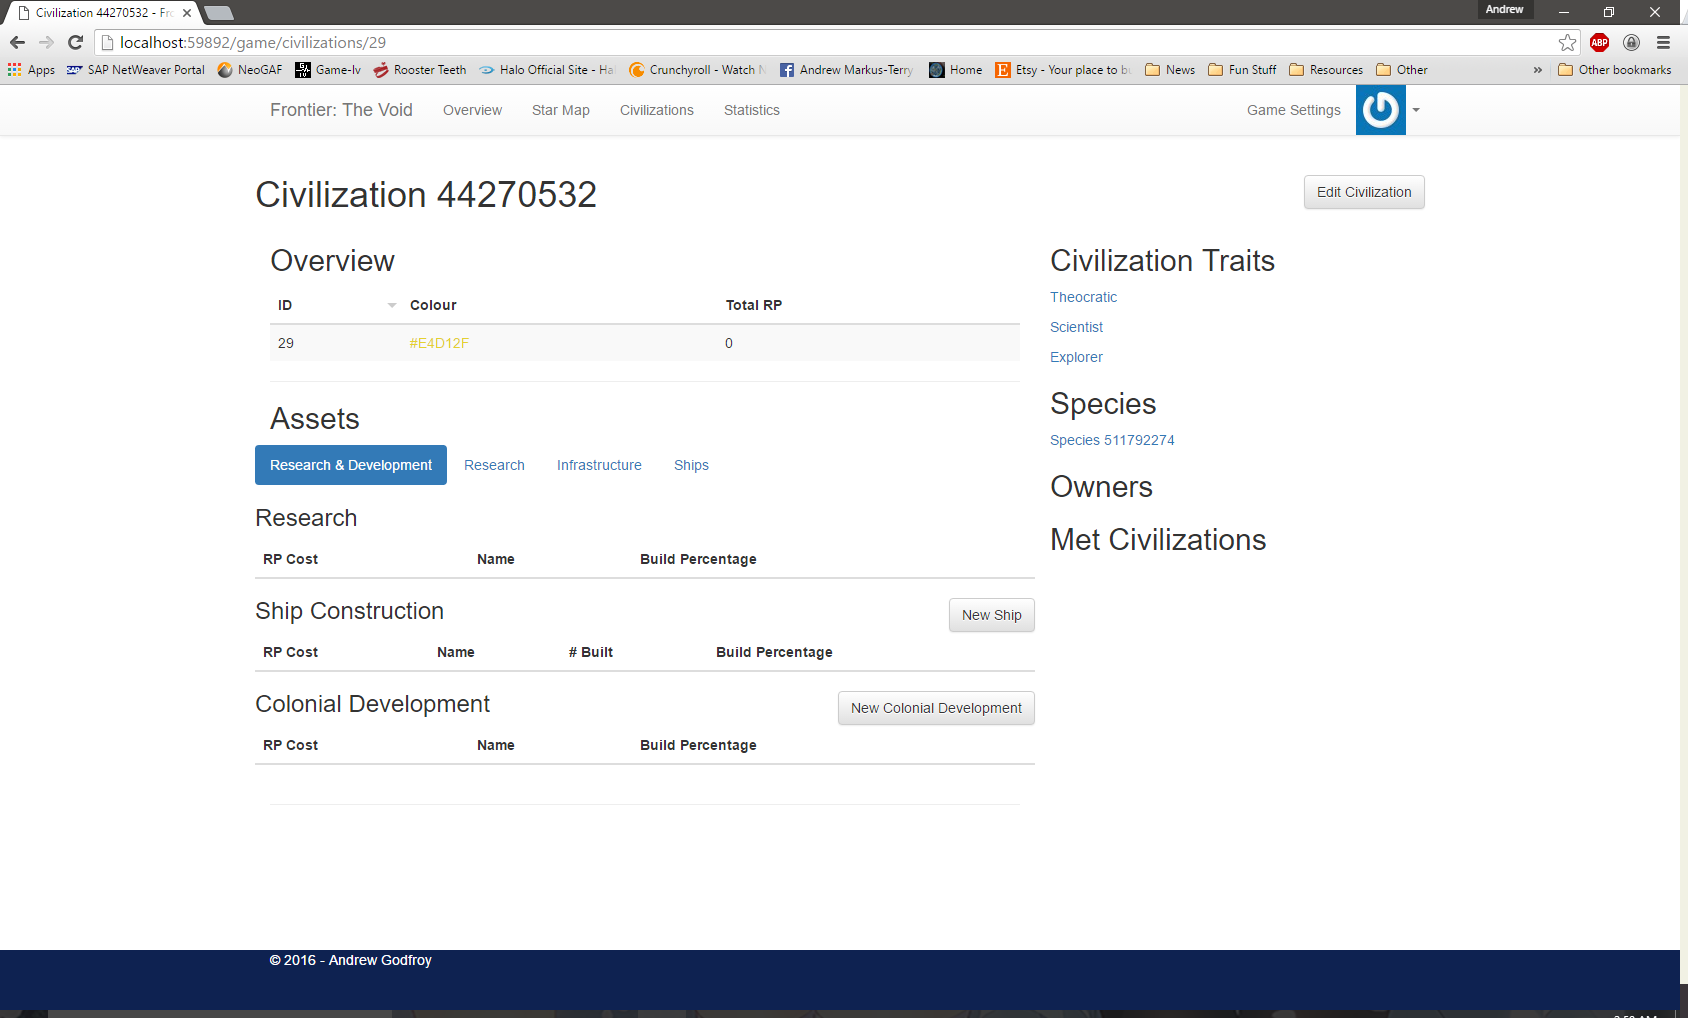 Civilization 44270532 - Fr
Andrew
localhost:59892/game/civilizations/29
ABP
Apps SAP NetWeaver Portal NeoGAF Game-lv Rooster Teeth Halo Official Site - Ha Crunchyroll - Watch Andrew Markus-Terry Home Etsy - Your place to News Fun Stuff Resources Other » Other bookmarks
Frontier: The Void Overview Star Map Civilizations Statistics Game Settings
Civilization 44270532 Edit Civilization
Overview
ID Colour Total RP
29 #E4D12F 0
Assets
Research & Development Research Infrastructure Ships
Research
RP Cost Name Build Percentage
Ship Construction New Ship
RP Cost Name # Built Build Percentage
Colonial Development New Colonial Development
RP Cost Name Build Percentage
Civilization Traits
Theocratic
Scientist
Explorer
Species
Species 511792274
Owners
Met Civilizations
© 2016 - Andrew Godfroy